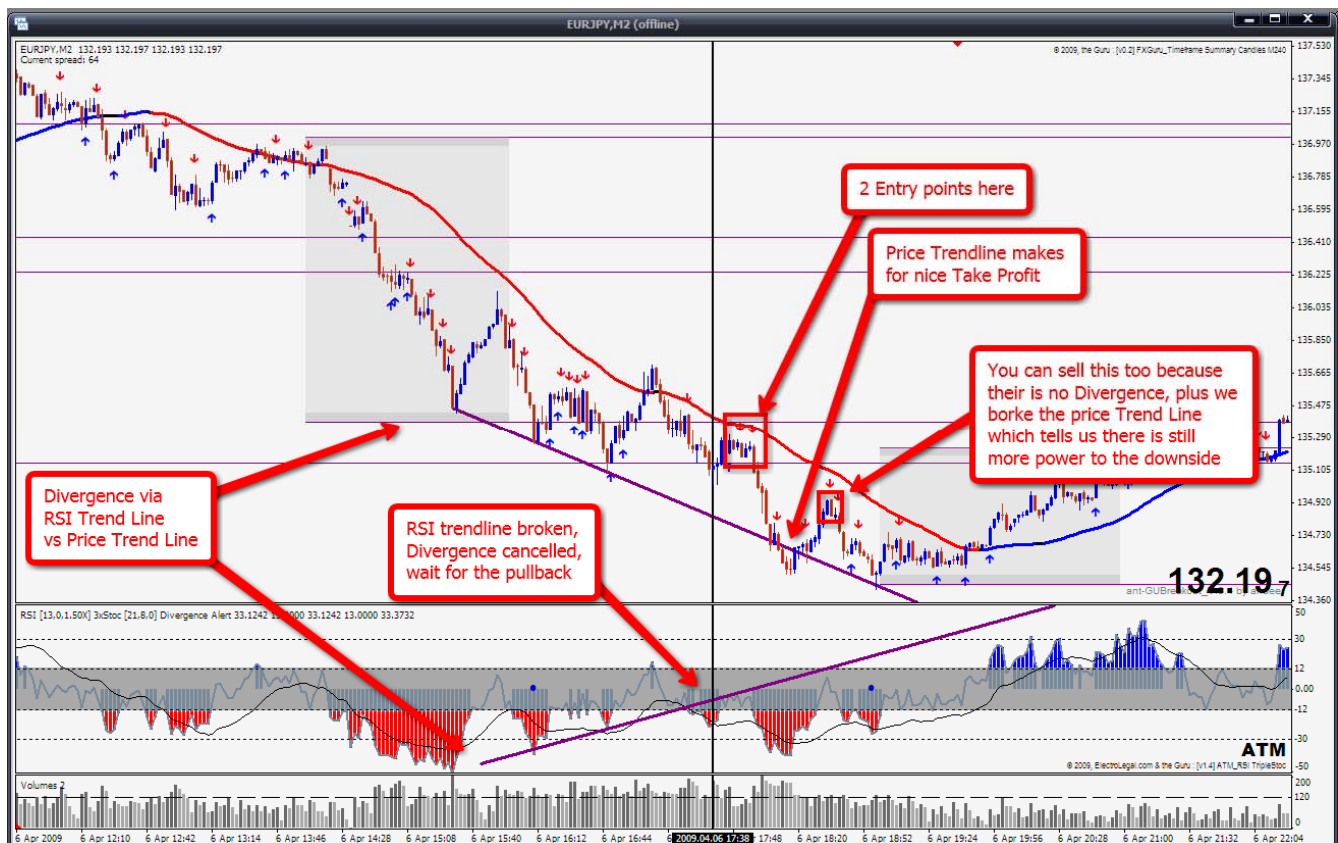 EURJPY,M2 (offline)
EURJPY,M2 132.193 132.197 132.193 132.197
Current spread: 64
© 2009, the Guru : [v0.2] FXGuru_Timeframe Summary Candles M240
137.530
137.345
137.155
136.970
136.785
136.595
136.410
136.225
136.035
135.850
135.665
135.475
135.290
135.105
134.920
134.730
134.545
134.360
2 Entry points here
Price Trendline makes
for nice Take Profit
You can sell this too because
their is no Divergence, plus we
borke the price Trend Line
which tells us there is still
more power to the downside
Divergence via
RSI Trend Line
vs Price Trend Line
RSI trendline broken,
Divergence cancelled,
wait for the pullback
132.19 7
RSI [13,0,1.50X] 3xStoc [21,8,0] Divergence Alert 33.1242 33.1242 13.0000 33.3732
50
30
12
0.00
-12
-30
-50
ATM
© 2009, ElectroLegal.com & the Guru : [v1.4] ATM_RSI TripleStoc
Volumes 2
200
120
0
6 Apr 2009
6 Apr 12:10
6 Apr 12:42
6 Apr 13:14
6 Apr 13:46
6 Apr 14:28
6 Apr 15:08
6 Apr 15:40
6 Apr 16:12
6 Apr 16:44
2009.04.06 17:38
17:48
6 Apr 18:20
6 Apr 18:52
6 Apr 19:24
6 Apr 19:56
6 Apr 20:28
6 Apr 21:00
6 Apr 21:32
6 Apr 22:04